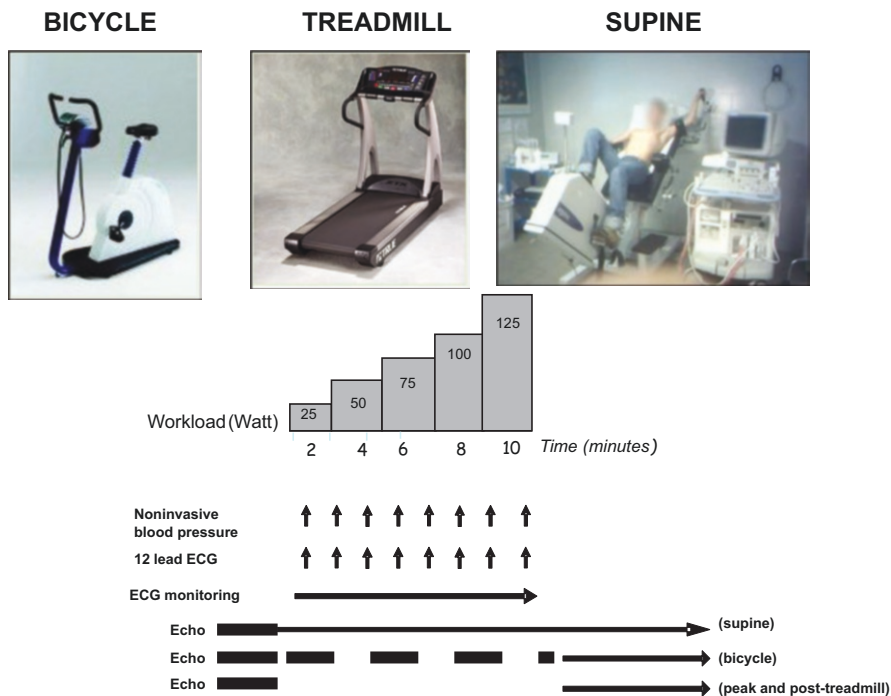 BICYCLE TREADMILL SUPINE
125
100
75
50
25
Workload (Watt)
2 4 6 8 10 Time (minutes)
Noninvasive
blood pressure
12 lead ECG
ECG monitoring
Echo (supine)
Echo (bicycle)
Echo (peak and post-treadmill)